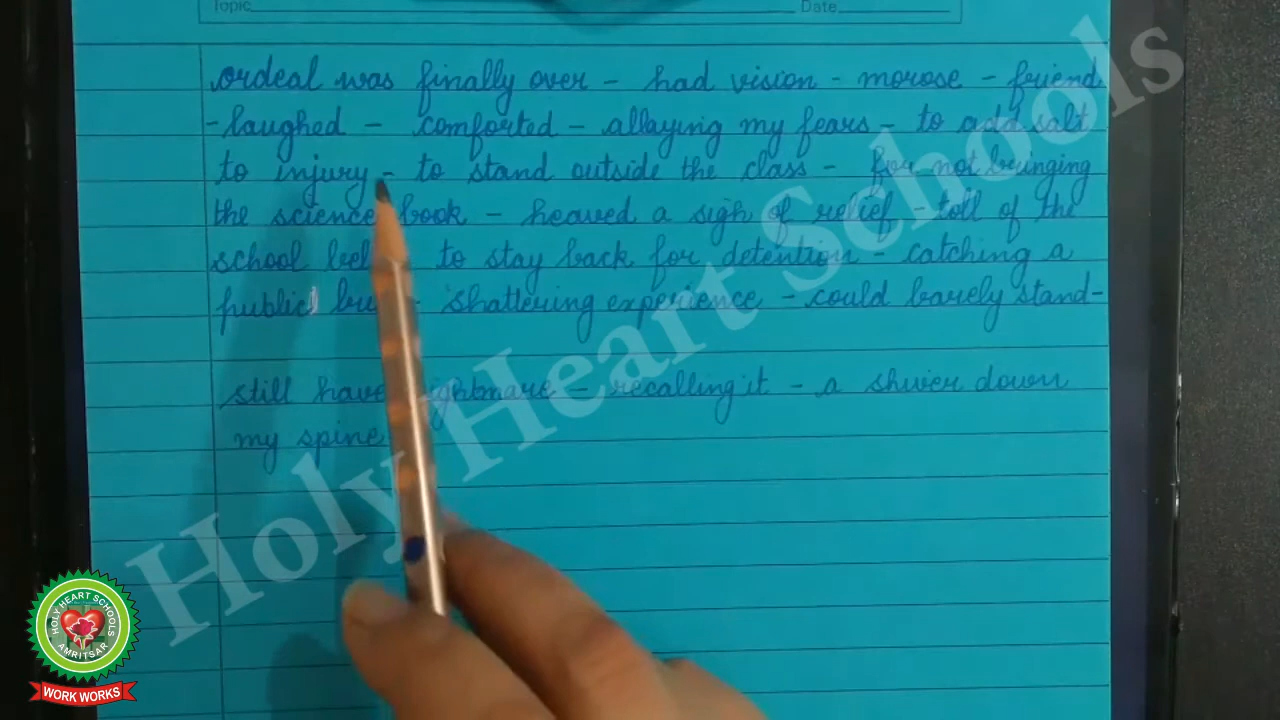 Topic Date
ordeal was finally over - had vision - morose - friend
- laughed - comforted - allaying my fears - to add salt
to injury - to stand outside the class - for not bringing
the science book - heaved a sigh of relief - toll of the
school bel to stay back for detention - catching a
public bu - shattering experience - could barely stand-
still have nightmare - recalling it - a shiver down
my spine
Holy Heart Schools
HOLY HEART SCHOOLS
AMRITSAR
WORK WORKS